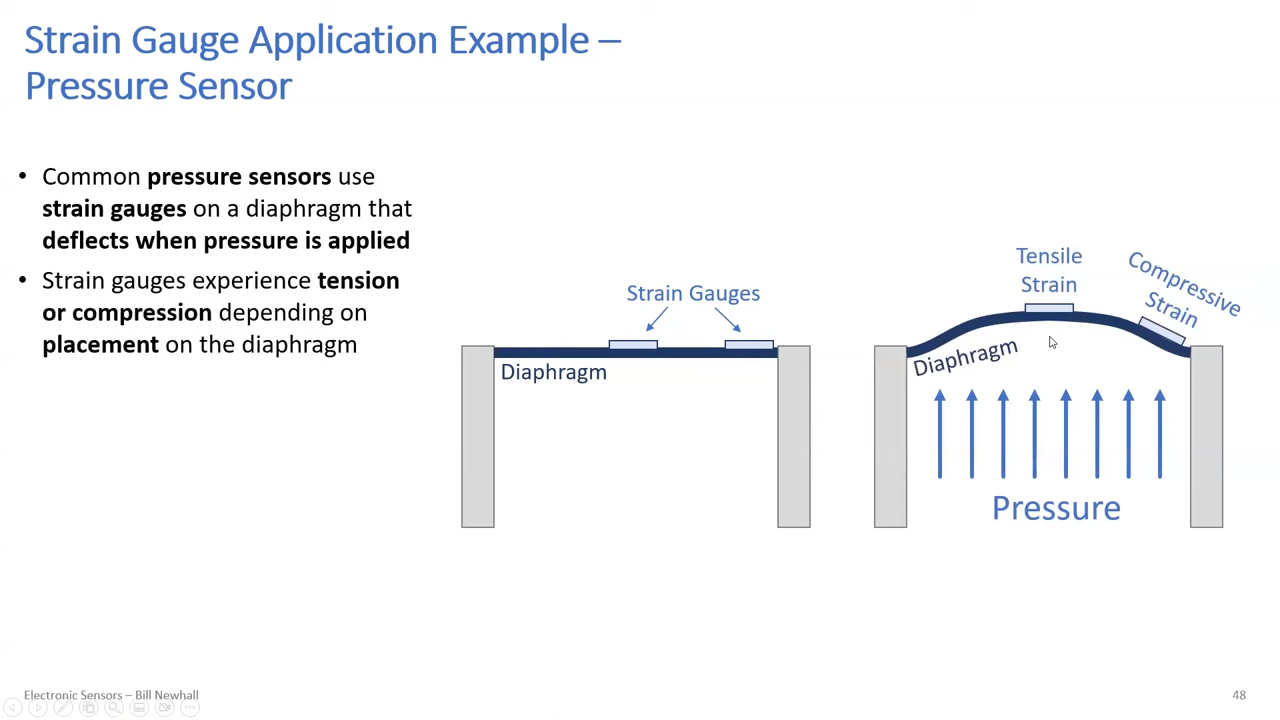 Strain Gauge Application Example –
Pressure Sensor
• Common pressure sensors use
strain gauges on a diaphragm that
deflects when pressure is applied
• Strain gauges experience tension
or compression depending on
placement on the diaphragm
Strain Gauges
Diaphragm
Tensile
Strain
Compressive
Strain
Diaphragm
Pressure
Electronic Sensors – Bill Newhall
48